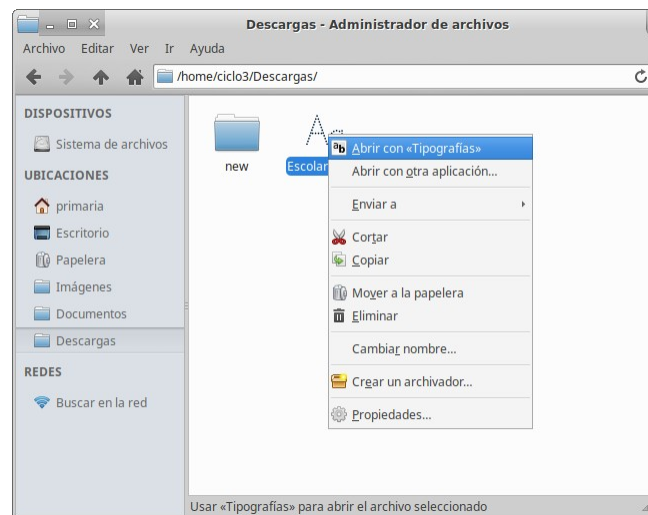 Descargas - Administrador de archivos
Archivo Editar Ver Ir Ayuda
/home/ciclo3/Descargas/
DISPOSITIVOS
Sistema de archivos
UBICACIONES
primaria
Escritorio
Papelera
Imágenes
Documentos
Descargas
REDES
Buscar en la red
new
Escolar
Abrir con «Tipografías»
Abrir con otra aplicación...
Enviar a
Cortar
Copiar
Mover a la papelera
Eliminar
Cambiar nombre...
Crear un archivador...
Propiedades...
Usar «Tipografías» para abrir el archivo seleccionado